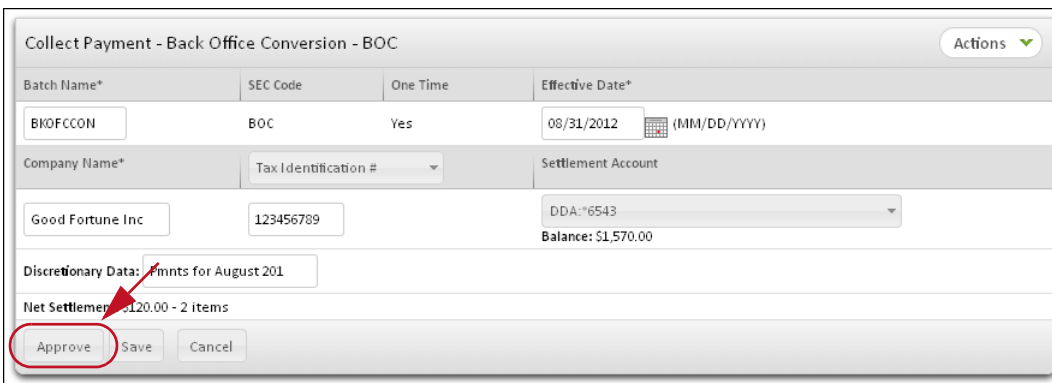 Collect Payment - Back Office Conversion - BOC Actions
Batch Name* SEC Code One Time Effective Date*
BKOFCCON BOC Yes 08/31/2012 (MM/DD/YYYY)
Company Name* Tax Identification # Settlement Account
Good Fortune Inc 123456789 DDA:*6543
Balance: $1,570.00
Discretionary Data: Pmnts for August 201
Net Settlement $120.00 - 2 items
Approve Save Cancel